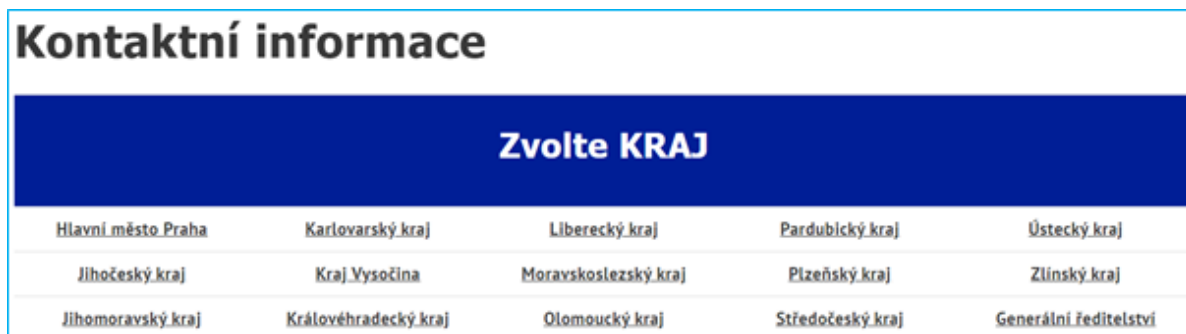 Kontaktní informace
Zvolte KRAJ
Hlavní město Praha Karlovarský kraj Liberecký kraj Pardubický kraj Ústecký kraj
Jihočeský kraj Kraj Vysočina Moravskoslezský kraj Plzeňský kraj Zlínský kraj
Jihomoravský kraj Královéhradecký kraj Olomoucký kraj Středočeský kraj Generální ředitelství